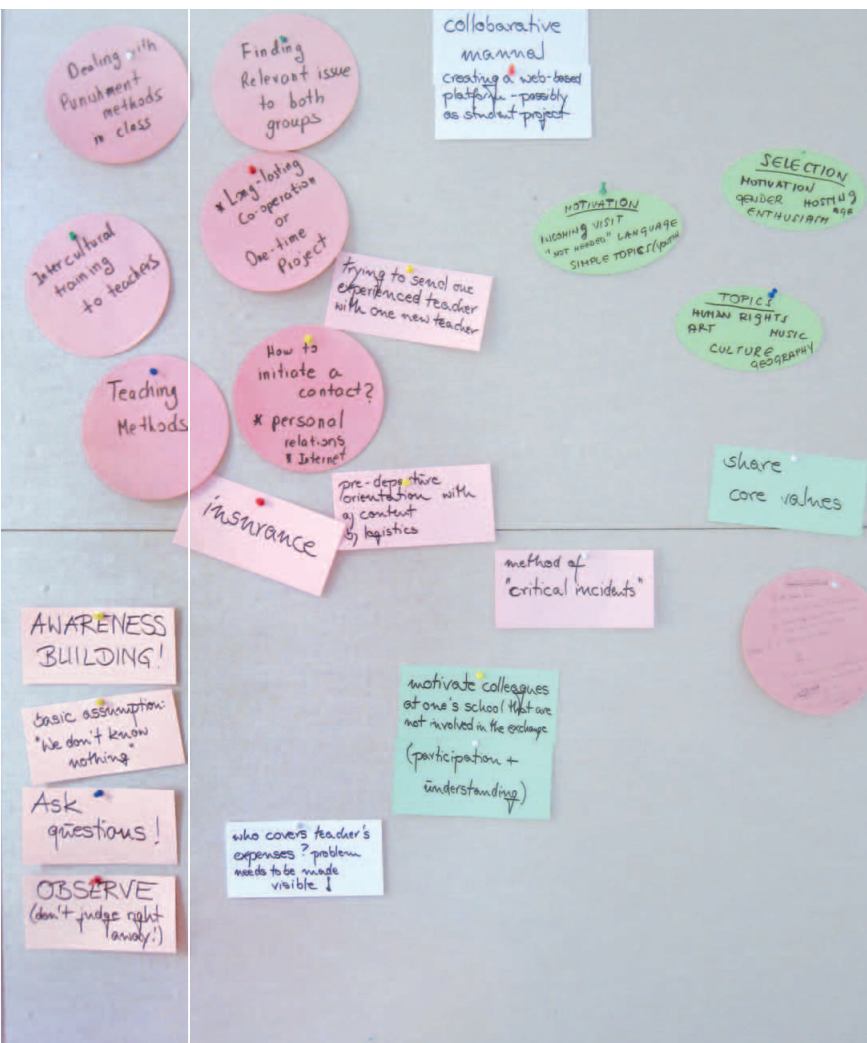 Dealing with
Punishment
methods
in class
Finding
Relevant issue
to both
groups
collobarative
manual
creating a web-based
platform - possibly
as student project
SELECTION
MOTIVATION
GENDER HOSTING
AGE
ENTHUSIASM
MOTIVATION
INCOMING VISIT
"NOT NEEDED" LANGUAGE
SIMPLE TOPICS (YOUTH)
* Long-lasting
Co-operation
or
One-time
Project
Intercultural
training
to teachers
trying to send one
experienced teacher
with one new teacher
TOPICS
HUMAN RIGHTS
ART MUSIC
CULTURE
GEOGRAPHY
How to
initiate a
contact?
* personal
relations
* Internet
Teaching
Methods
share
core values
pre-departure
orientation with
a) content
b) logistics
insurance
method of
"critical incidents"
AWARENESS
BUILDING!
motivate colleagues
at one's school that are
not involved in the exchange
(participation +
understanding)
basic assumption:
"We don't know
nothing"
Ask
questions!
who covers teacher's
expenses? problem
needs to be made
visible!
OBSERVE
(don't judge right
away!)